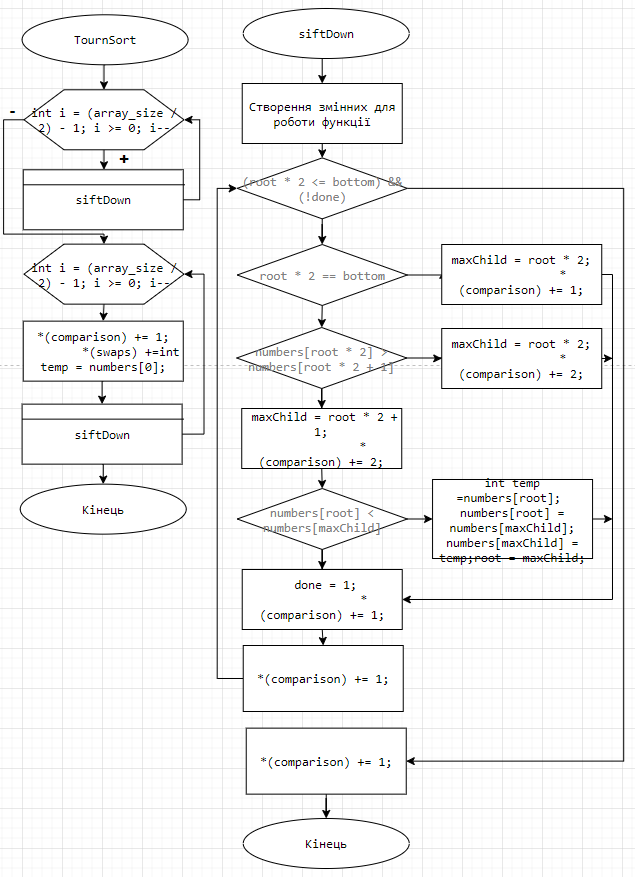 TournSort
-
int i = (array_size /
2) - 1; i >= 0; i--
+
siftDown
int i = (array_size /
2) - 1; i >= 0; i--
*(comparison) += 1;
*(swaps) +=int
temp = numbers[0];
siftDown
Кінець
siftDown
Створення змінних для
роботи функції
(root * 2 <= bottom) &&
(!done)
root * 2 == bottom
maxChild = root * 2;
*
(comparison) += 1;
numbers[root * 2] >
numbers[root * 2 + 1]
maxChild = root * 2;
*
(comparison) += 2;
maxChild = root * 2 +
1;
*
(comparison) += 2;
numbers[root] <
numbers[maxChild]
int temp
=numbers[root];
numbers[root] =
numbers[maxChild];
numbers[maxChild] =
temp;root = maxChild;
done = 1;
*
(comparison) += 1;
*(comparison) += 1;
*(comparison) += 1;
Кінець